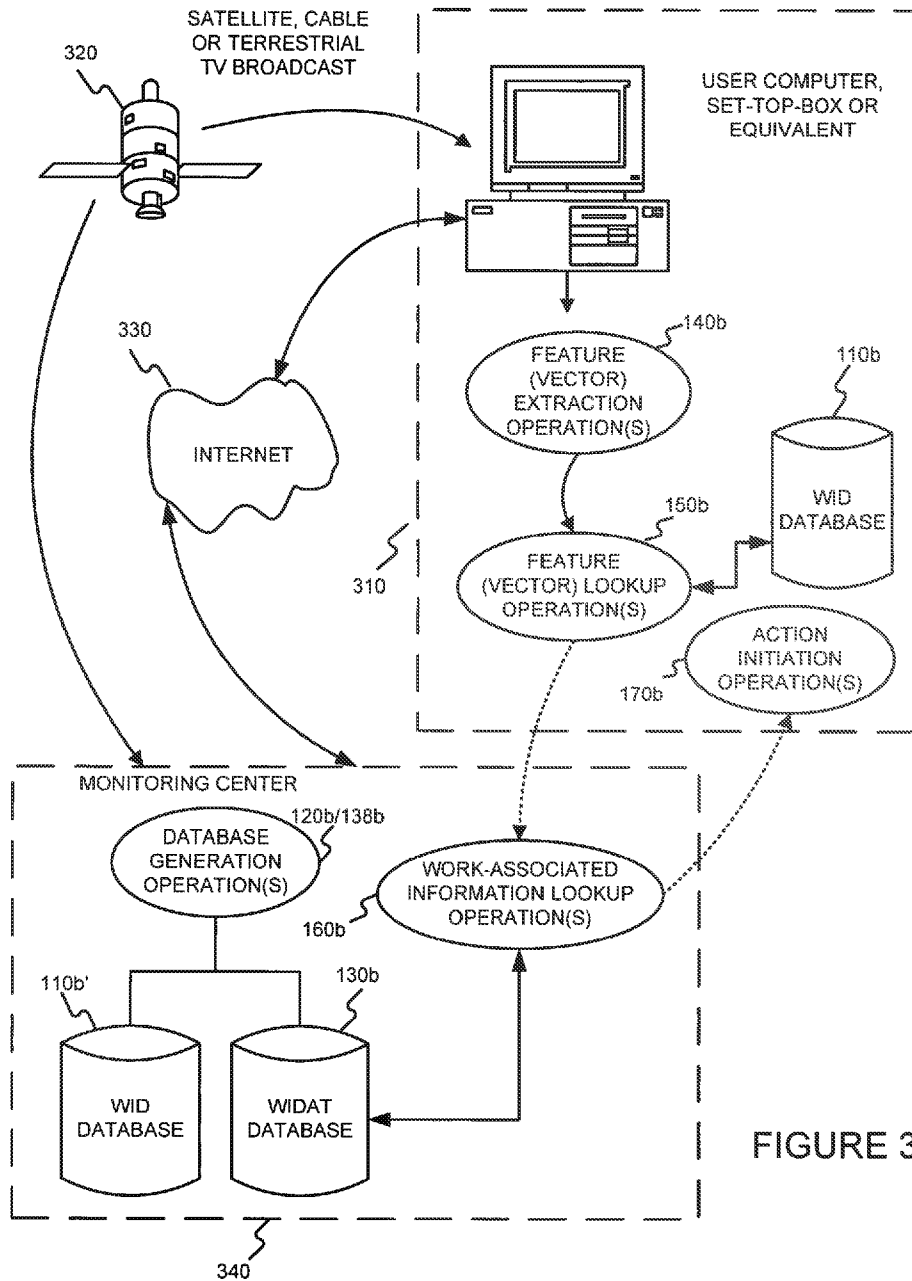 SATELLITE, CABLE
OR TERRESTRIAL
TV BROADCAST
320
USER COMPUTER,
SET-TOP-BOX OR
EQUIVALENT
330
INTERNET
140b
FEATURE
(VECTOR)
EXTRACTION
OPERATION(S)
110b
WID
DATABASE
150b
FEATURE
(VECTOR) LOOKUP
OPERATION(S)
310
ACTION
INITIATION
OPERATION(S)
170b
MONITORING CENTER
120b/138b
DATABASE
GENERATION
OPERATION(S)
WORK-ASSOCIATED
INFORMATION LOOKUP
OPERATION(S)
160b
110b'
130b
WID
DATABASE
WIDAT
DATABASE
FIGURE 3
340